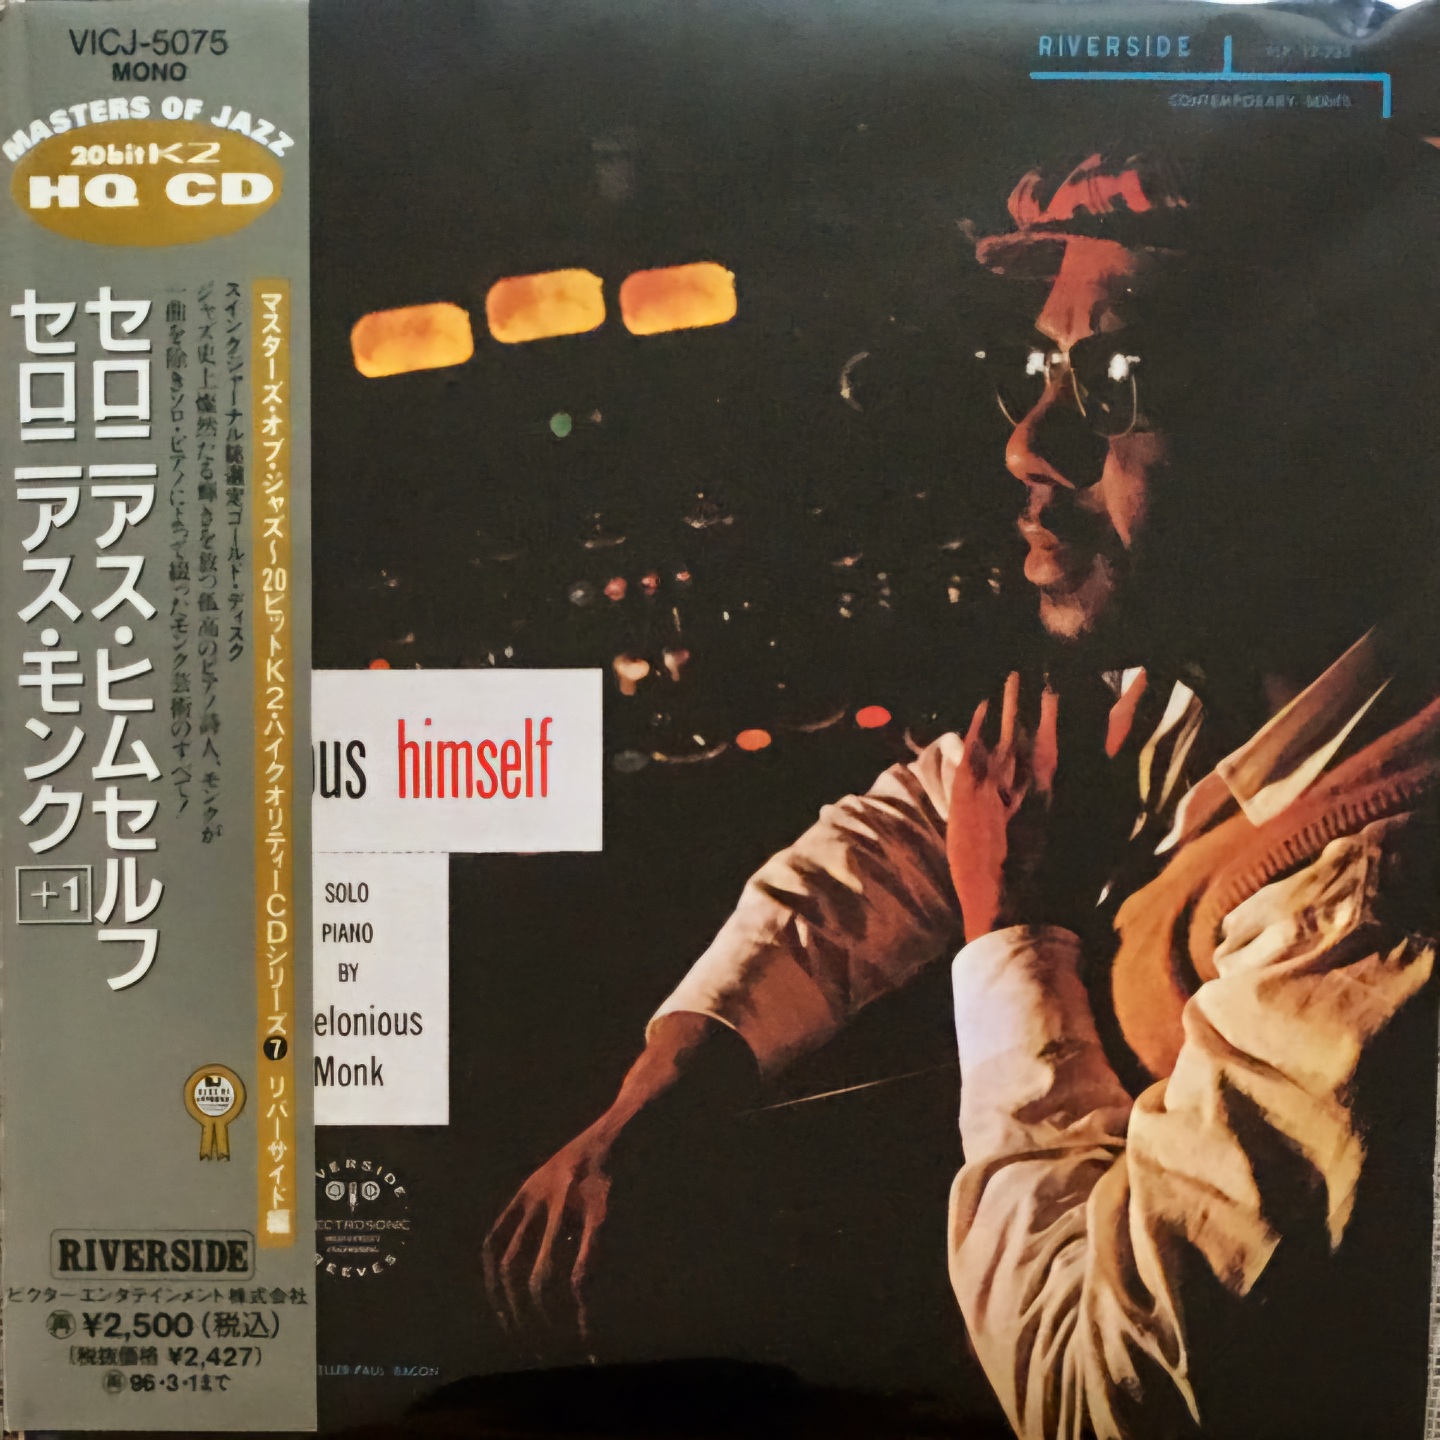 VICJ-5075
MONO
MASTERS OF JAZZ
20bit K2
HQ CD
マスターズ・オブ・ジャズ〜20ビットK2・ハイクオリティーCDシリーズ❼ リバーサイド編
スイングジャーナル誌選定ゴールド・ディスク
ジャズ史上燦然たる輝きを放つ孤高のピアノ詩人、モンクが
一曲を除きソロ・ピアノによって綴ったモンク芸術のすべて!
セロニアス・ヒムセルフ
セロニアス・モンク
+1
RIVERSIDE
ビクターエンタテインメント株式会社
再 ¥2,500(税込)
(税抜価格 ¥2,427)
再 96・3・1まで
RIVERSIDE
CONTEMPORARY SERIES
ous himself
SOLO
PIANO
BY
elonious
Monk
VERSIDE
REEVES
PAUL BACON